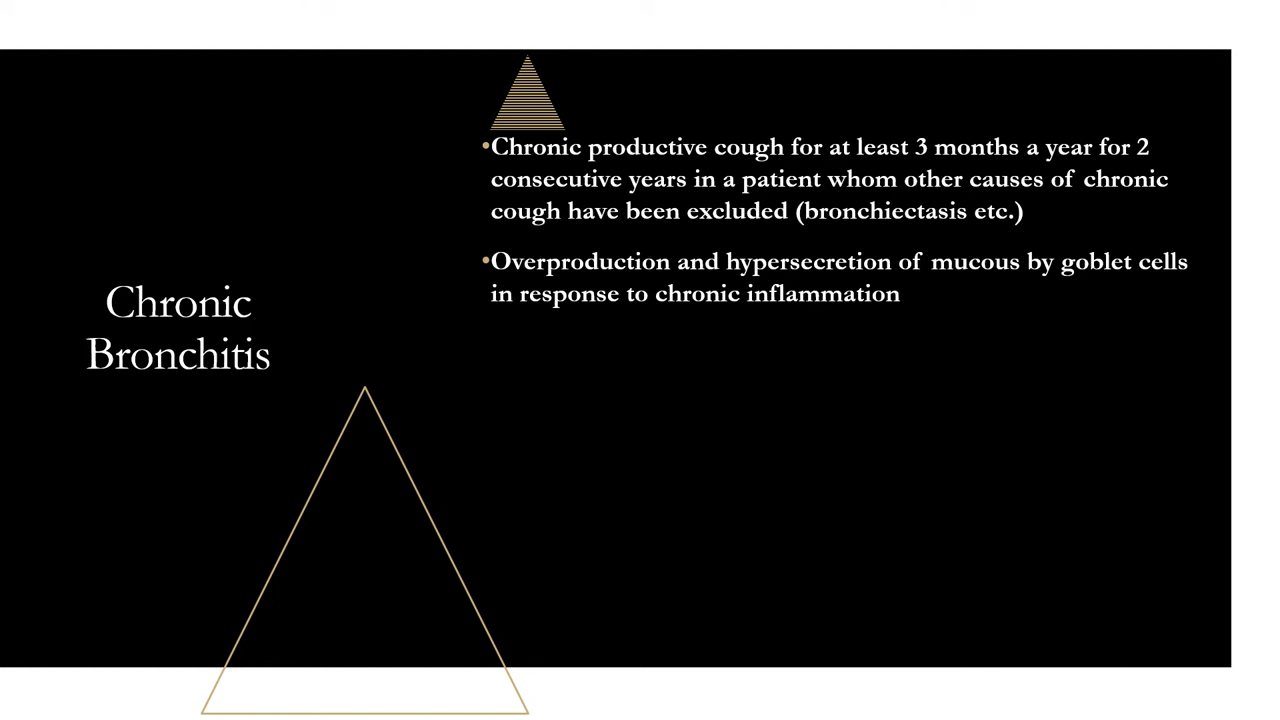 Chronic
Bronchitis
•Chronic productive cough for at least 3 months a year for 2
consecutive years in a patient whom other causes of chronic
cough have been excluded (bronchiectasis etc.)
•Overproduction and hypersecretion of mucous by goblet cells
in response to chronic inflammation